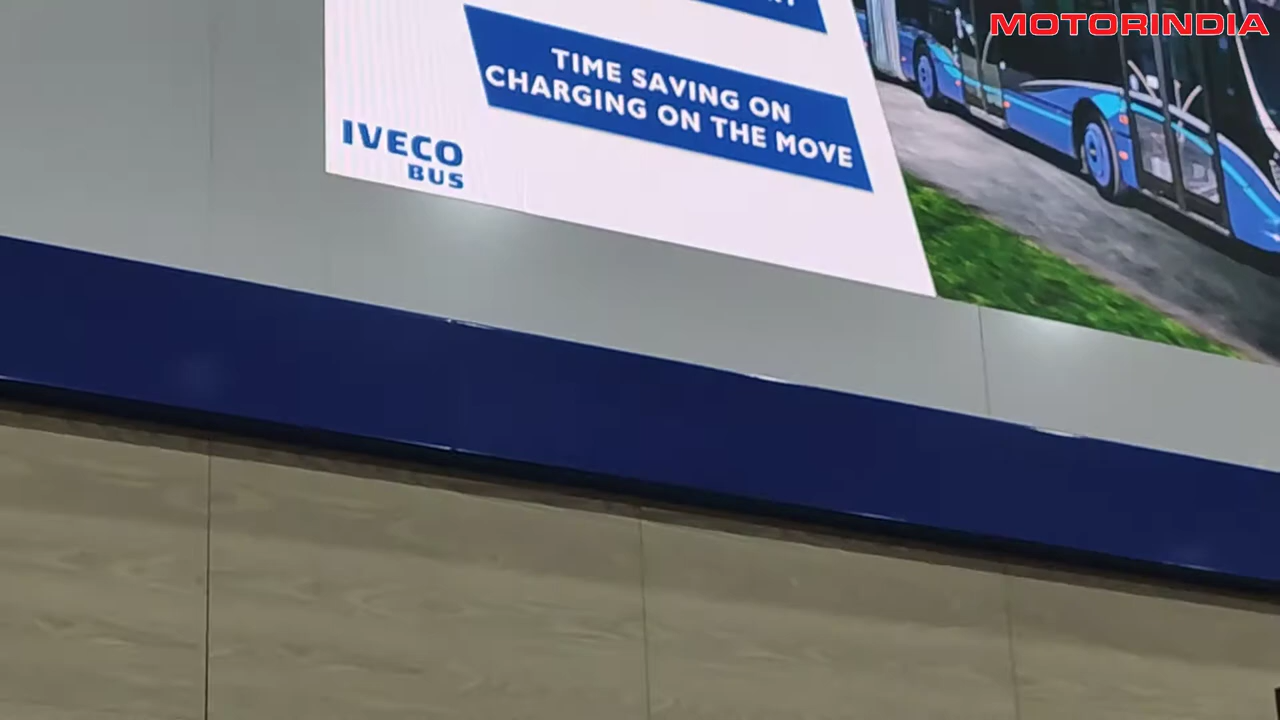 MOTORINDIA
TIME SAVING ON
CHARGING ON THE MOVE
IVECO
BUS